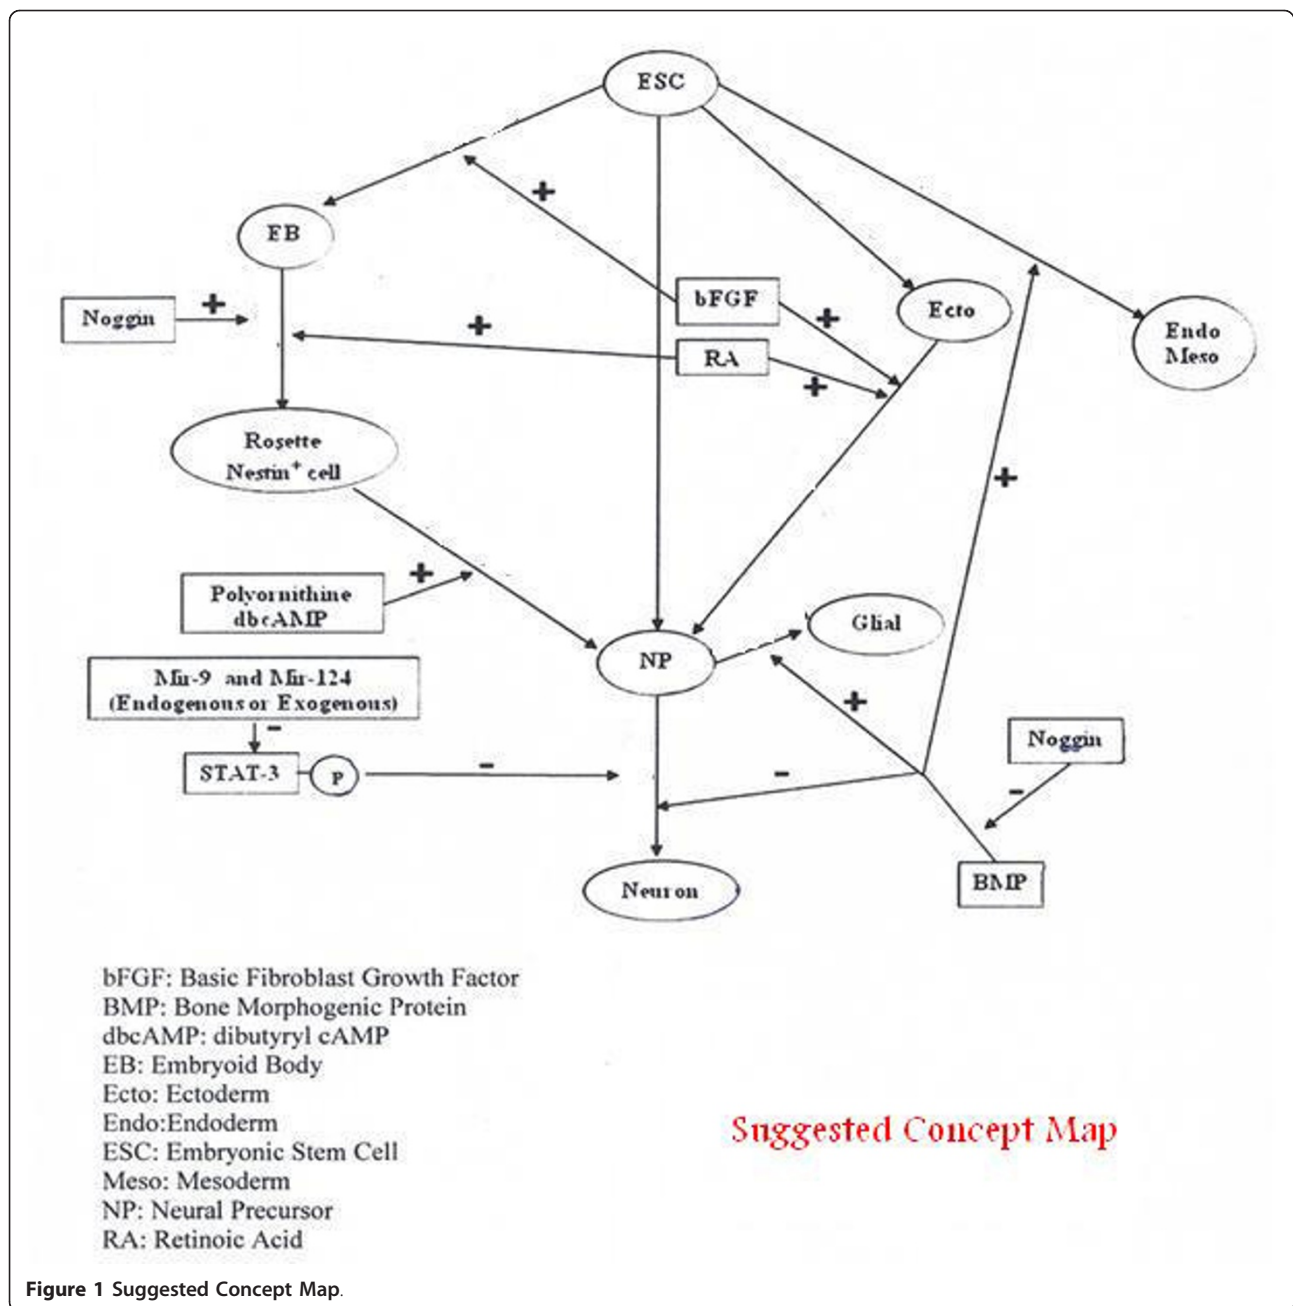 ESC
+
EB
bFGF
+
Ecto
Noggin
+
+
RA
+
Endo
Meso
Rosette
Nestin+ cell
+
+
Polyornithine
dbcAMP
Glial
NP
Mir-9 and Mir-124
(Endogenous or Exogenous)
-
+
Noggin
STAT-3
P
-
-
-
BMP
Neuron
bFGF: Basic Fibroblast Growth Factor
BMP: Bone Morphogenic Protein
dbcAMP: dibutyryl cAMP
EB: Embryoid Body
Ecto: Ectoderm
Endo:Endoderm
ESC: Embryonic Stem Cell
Meso: Mesoderm
NP: Neural Precursor
RA: Retinoic Acid
Suggested Concept Map
Figure 1 Suggested Concept Map.